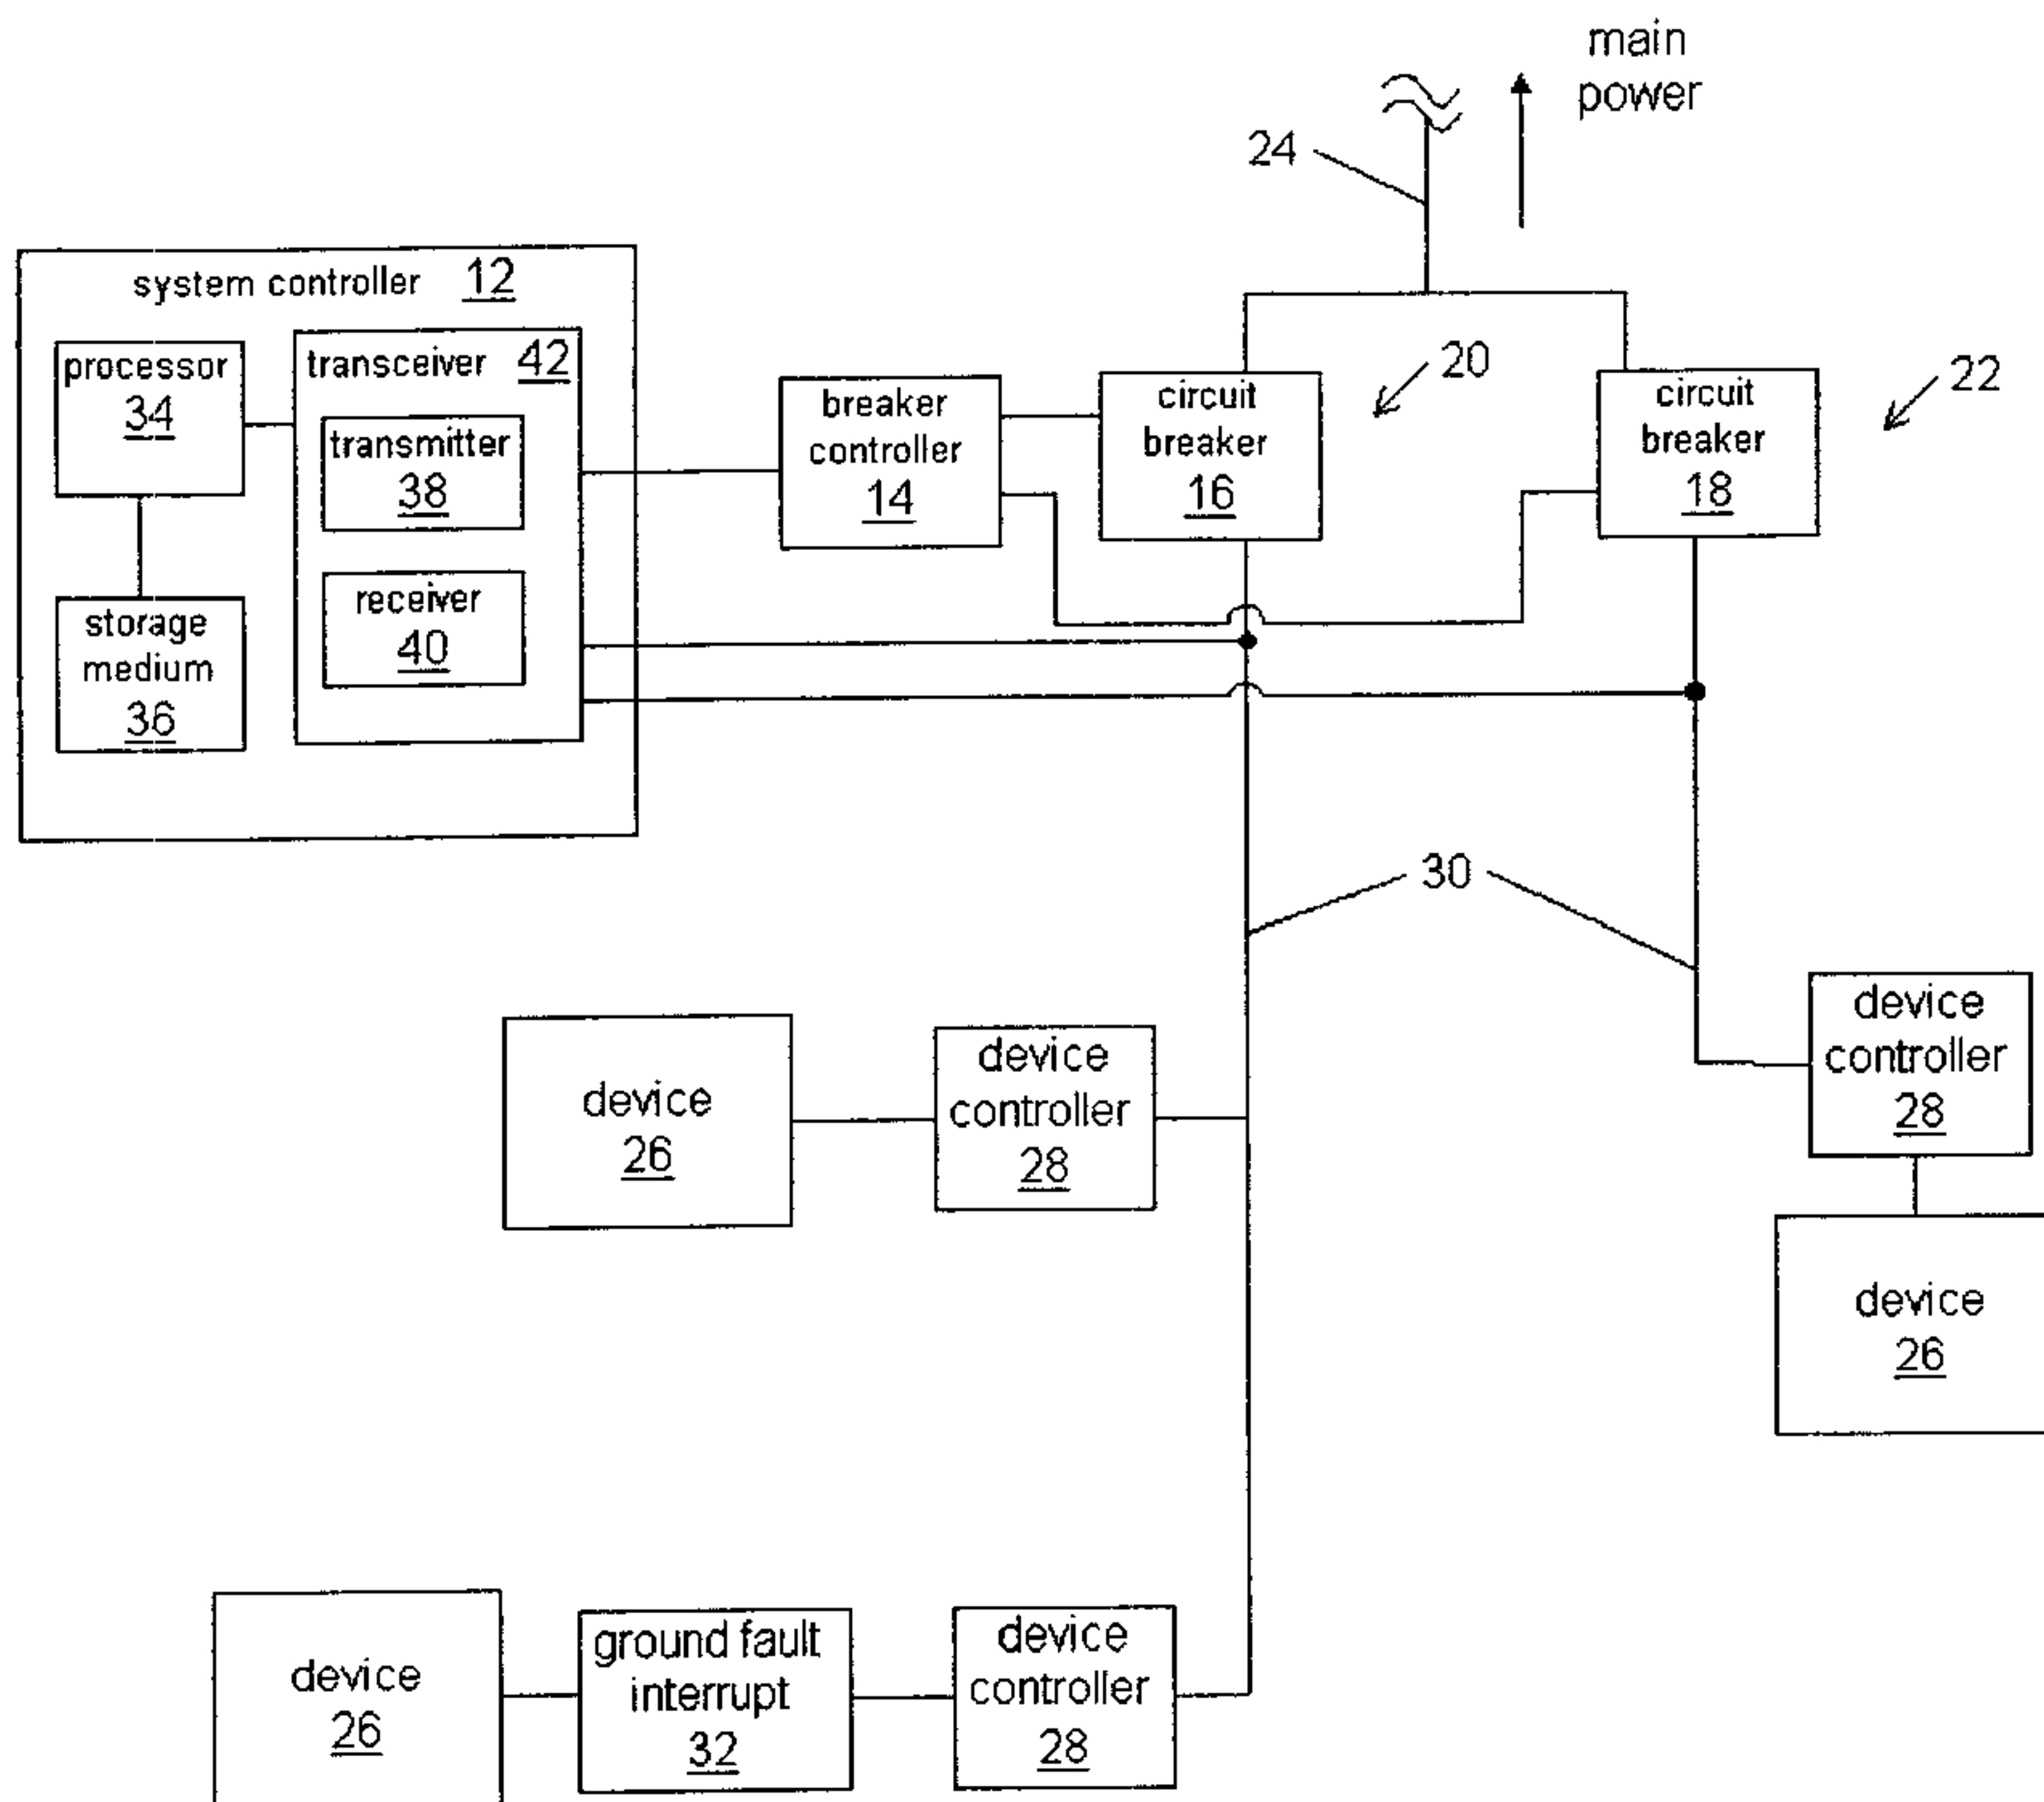 main
power
24
system controller 12
processor
34
transceiver 42
transmitter
38
receiver
40
storage
medium
36
breaker
controller
14
circuit
breaker
16
20
circuit
breaker
18
22
30
device
26
device
controller
28
device
controller
28
device
26
device
26
ground fault
interrupt
32
device
controller
28